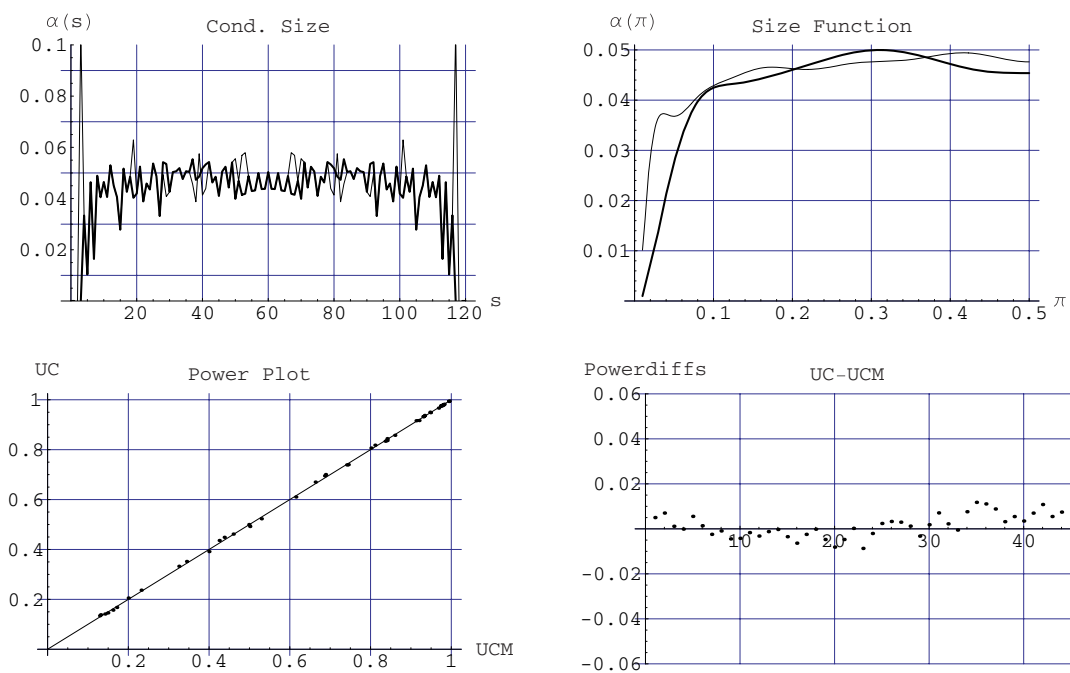 α(s)
Cond. Size
0.1
0.08
0.06
0.04
0.02
20 40 60 80 100 120 s
α(π)
Size Function
0.05
0.04
0.03
0.02
0.01
0.1 0.2 0.3 0.4 0.5 π
UC
Power Plot
1
0.8
0.6
0.4
0.2
0.2 0.4 0.6 0.8 1 UCM
Powerdiffs
UC-UCM
0.06
0.04
0.02
10 20 30 40
-0.02
-0.04
-0.06